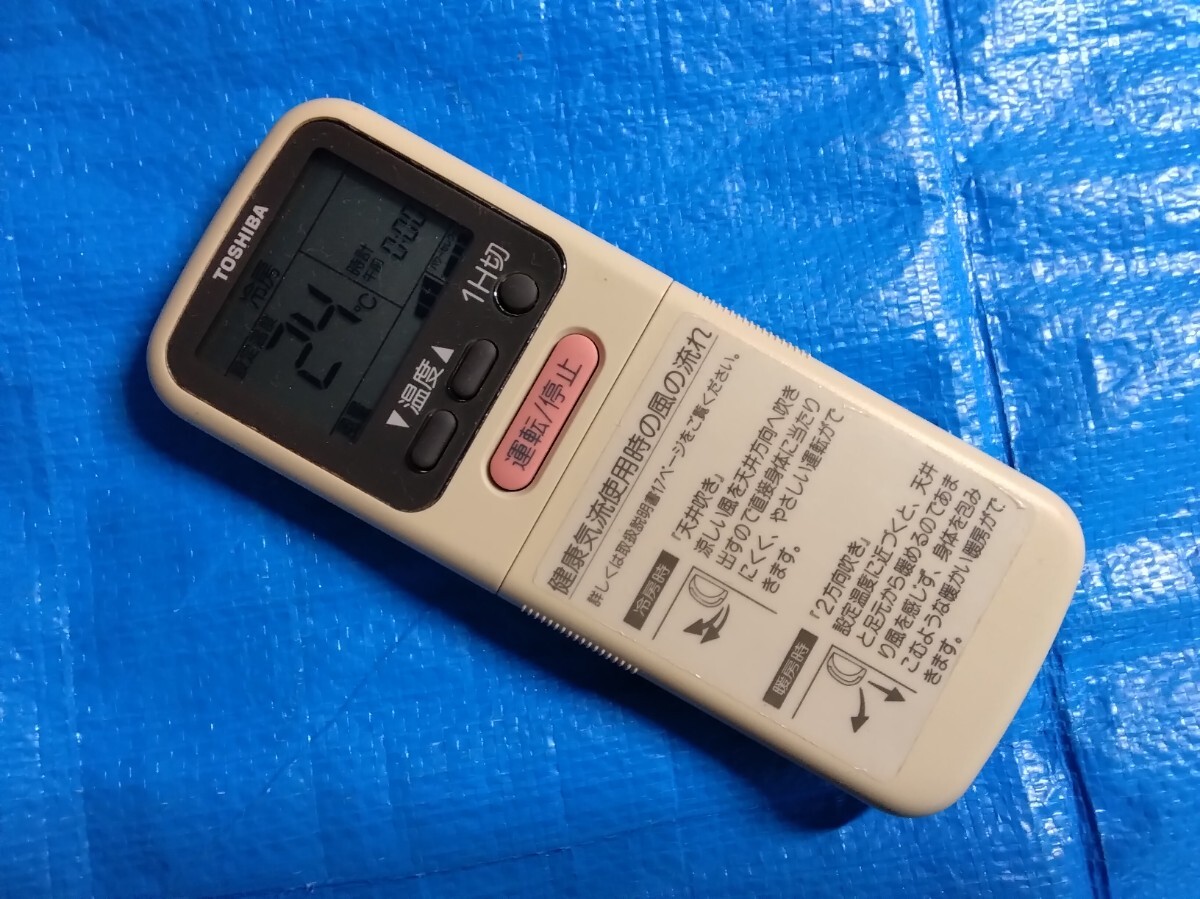 TOSHIBA
冷房
24℃
時計
午前 0:00
1H切
▼温度▲
運転/停止
健康気流使用時の風の流れ
詳しくは取扱説明書17ページをご覧ください。
冷房時
「天井吹き」
涼しい風を天井方向へ吹き
出すので直接身体に当たり
にくく、やさしい運転がで
きます。
暖房時
「2方向吹き」
設定温度に近づくと、天井
と足元から暖めるのであま
り風を感じず、身体を包み
こむような暖かい暖房がで
きます。